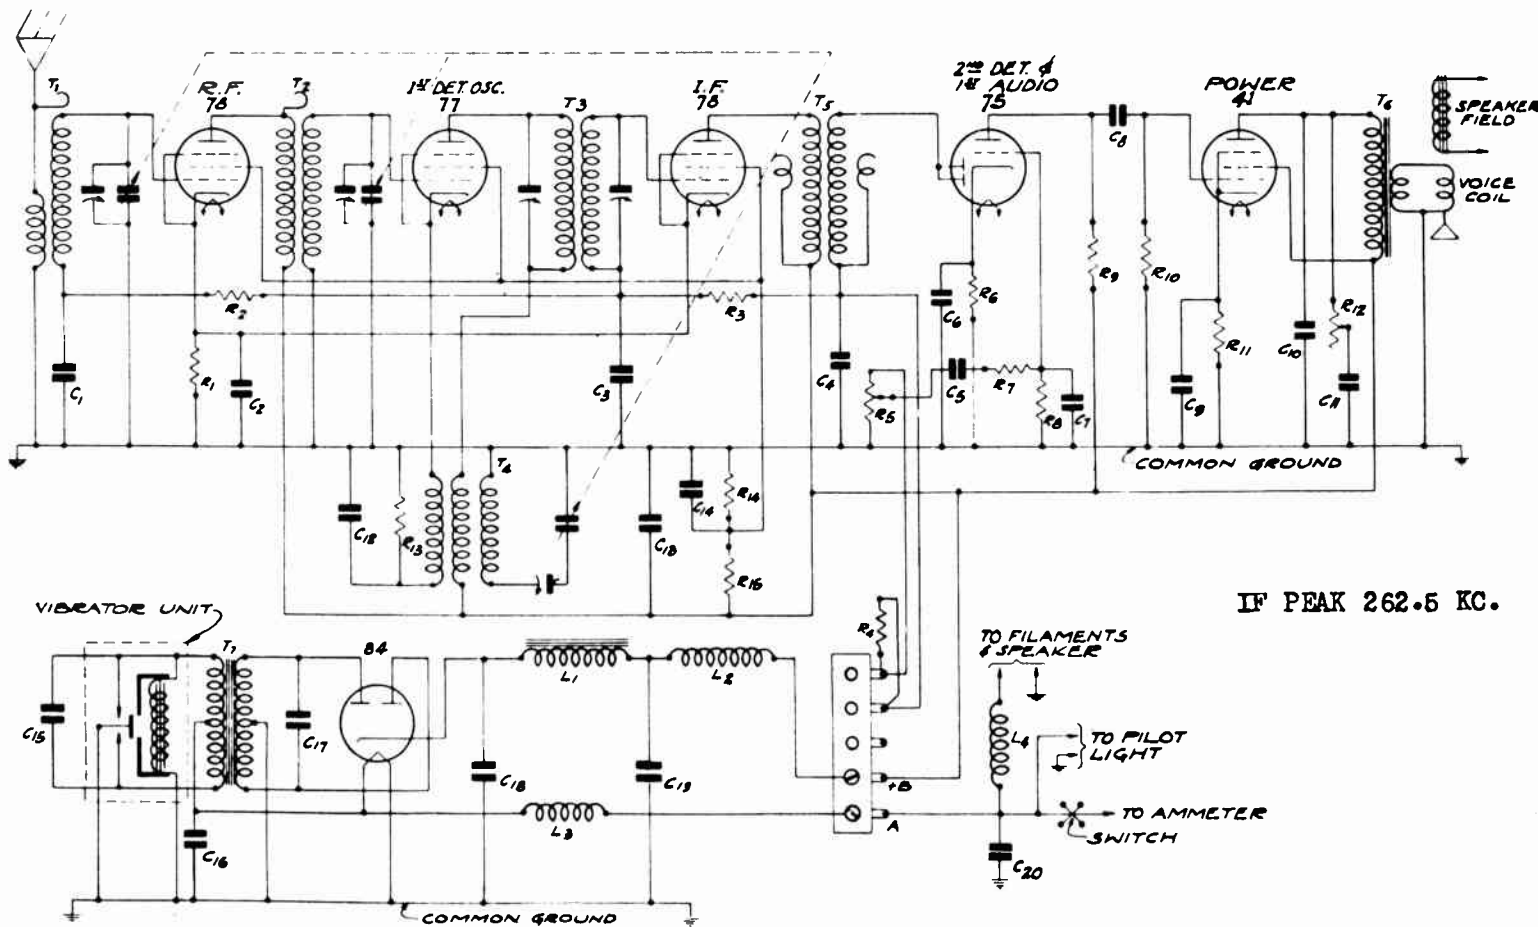 R.F.
78
1ST DET. OSC.
77
I.F.
78
2ND DET. &
1ST AUDIO
75
POWER
41
SPEAKER
FIELD
VOICE
COIL
T1
T2
T3
T5
T6
C8
R2
R3
R6
C6
R9
R10
R12
C10
R11
C1
R1
C2
C3
C4
R5
C5
R7
R8
C7
C9
C11
COMMON GROUND
T4
C12
R13
C13
C14
R14
R16
IF PEAK 262.5 KC.
VIBRATOR UNIT
T7
84
L1
L2
R4
TO FILAMENTS
& SPEAKER
C15
C17
C18
C19
L4
TO PILOT
LIGHT
+B
L3
A
TO AMMETER
SWITCH
C16
C20
COMMON GROUND